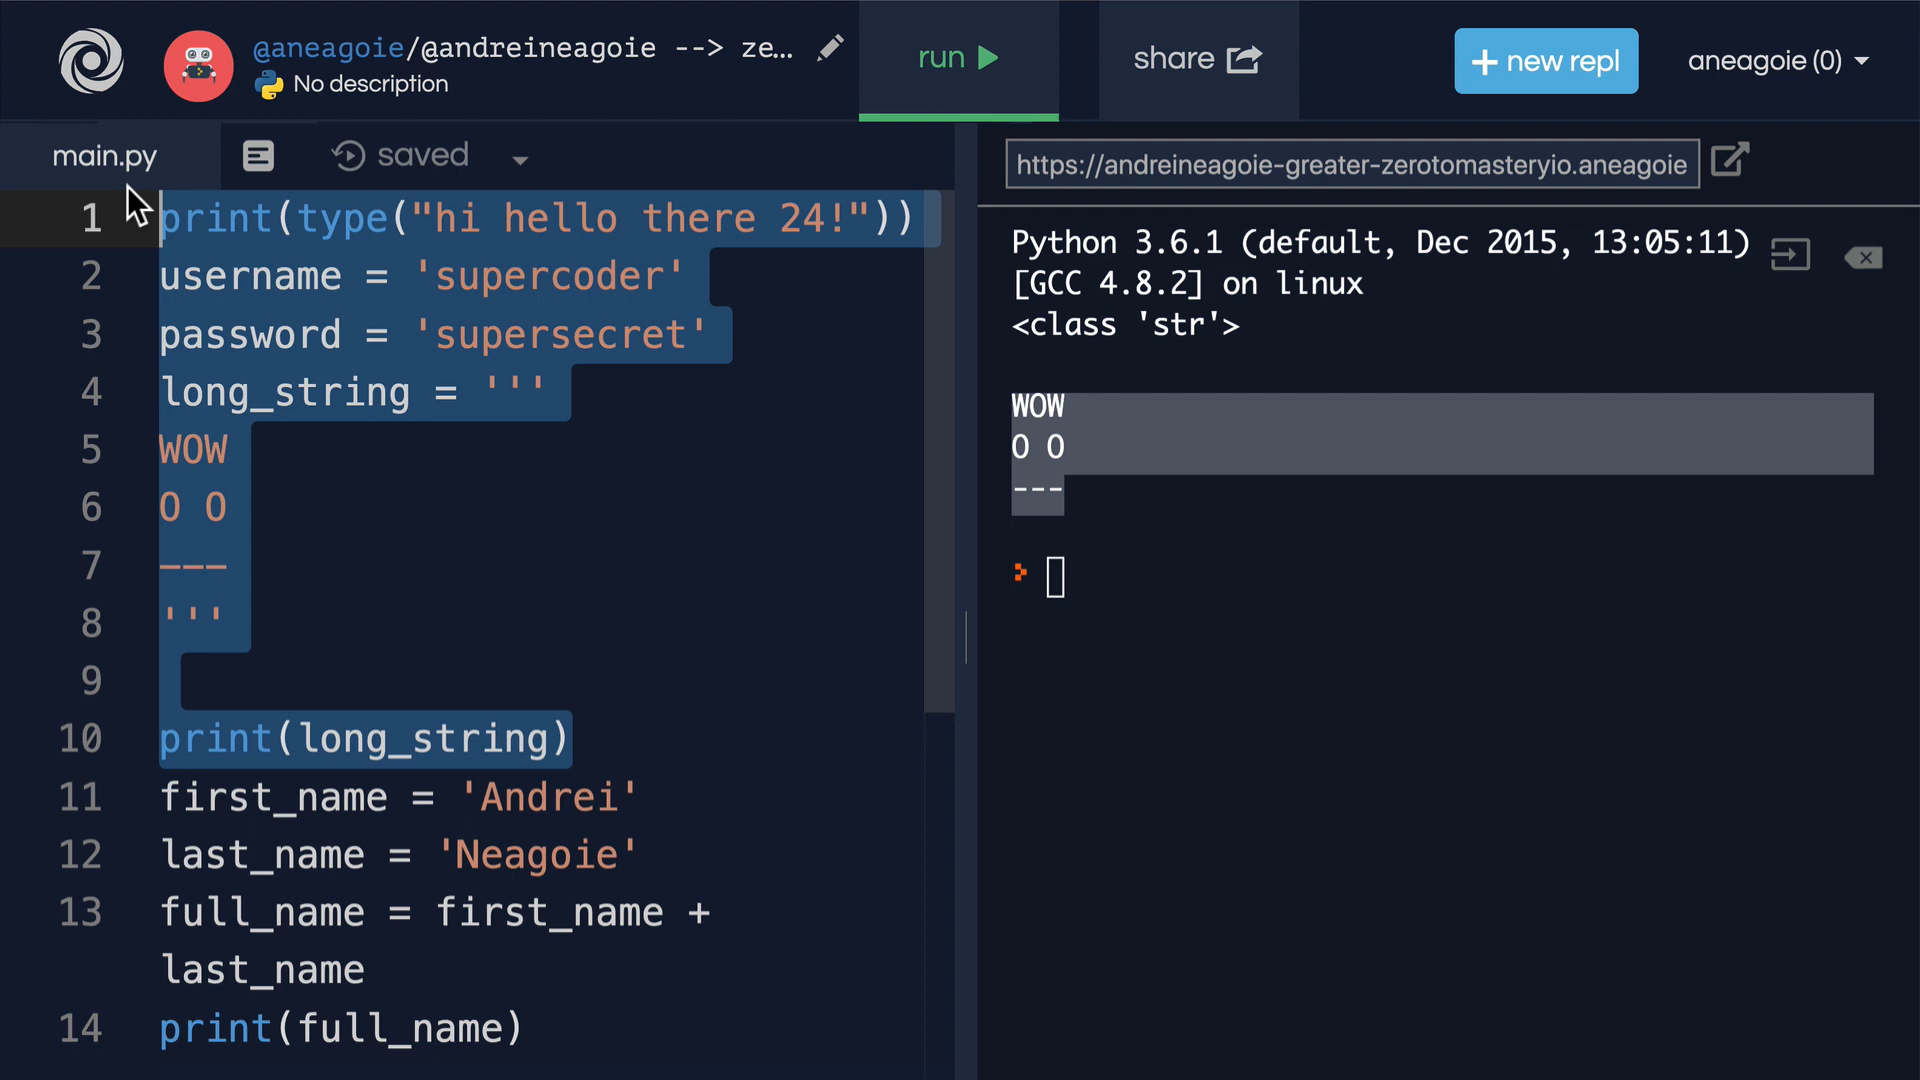 @aneagoie/@andreineagoie --> ze...
No description
run
share
+ new repl
aneagoie (0)
main.py
saved
1 print(type("hi hello there 24!"))
2 username = 'supercoder'
3 password = 'supersecret'
4 long_string = '''
5 WOW
6 O O
7 ---
8 '''
9
10 print(long_string)
11 first_name = 'Andrei'
12 last_name = 'Neagoie'
13 full_name = first_name +
last_name
14 print(full_name)
https://andreineagoie-greater-zerotomasteryio.aneagoie
Python 3.6.1 (default, Dec 2015, 13:05:11)
[GCC 4.8.2] on linux
<class 'str'>
WOW
O O
---